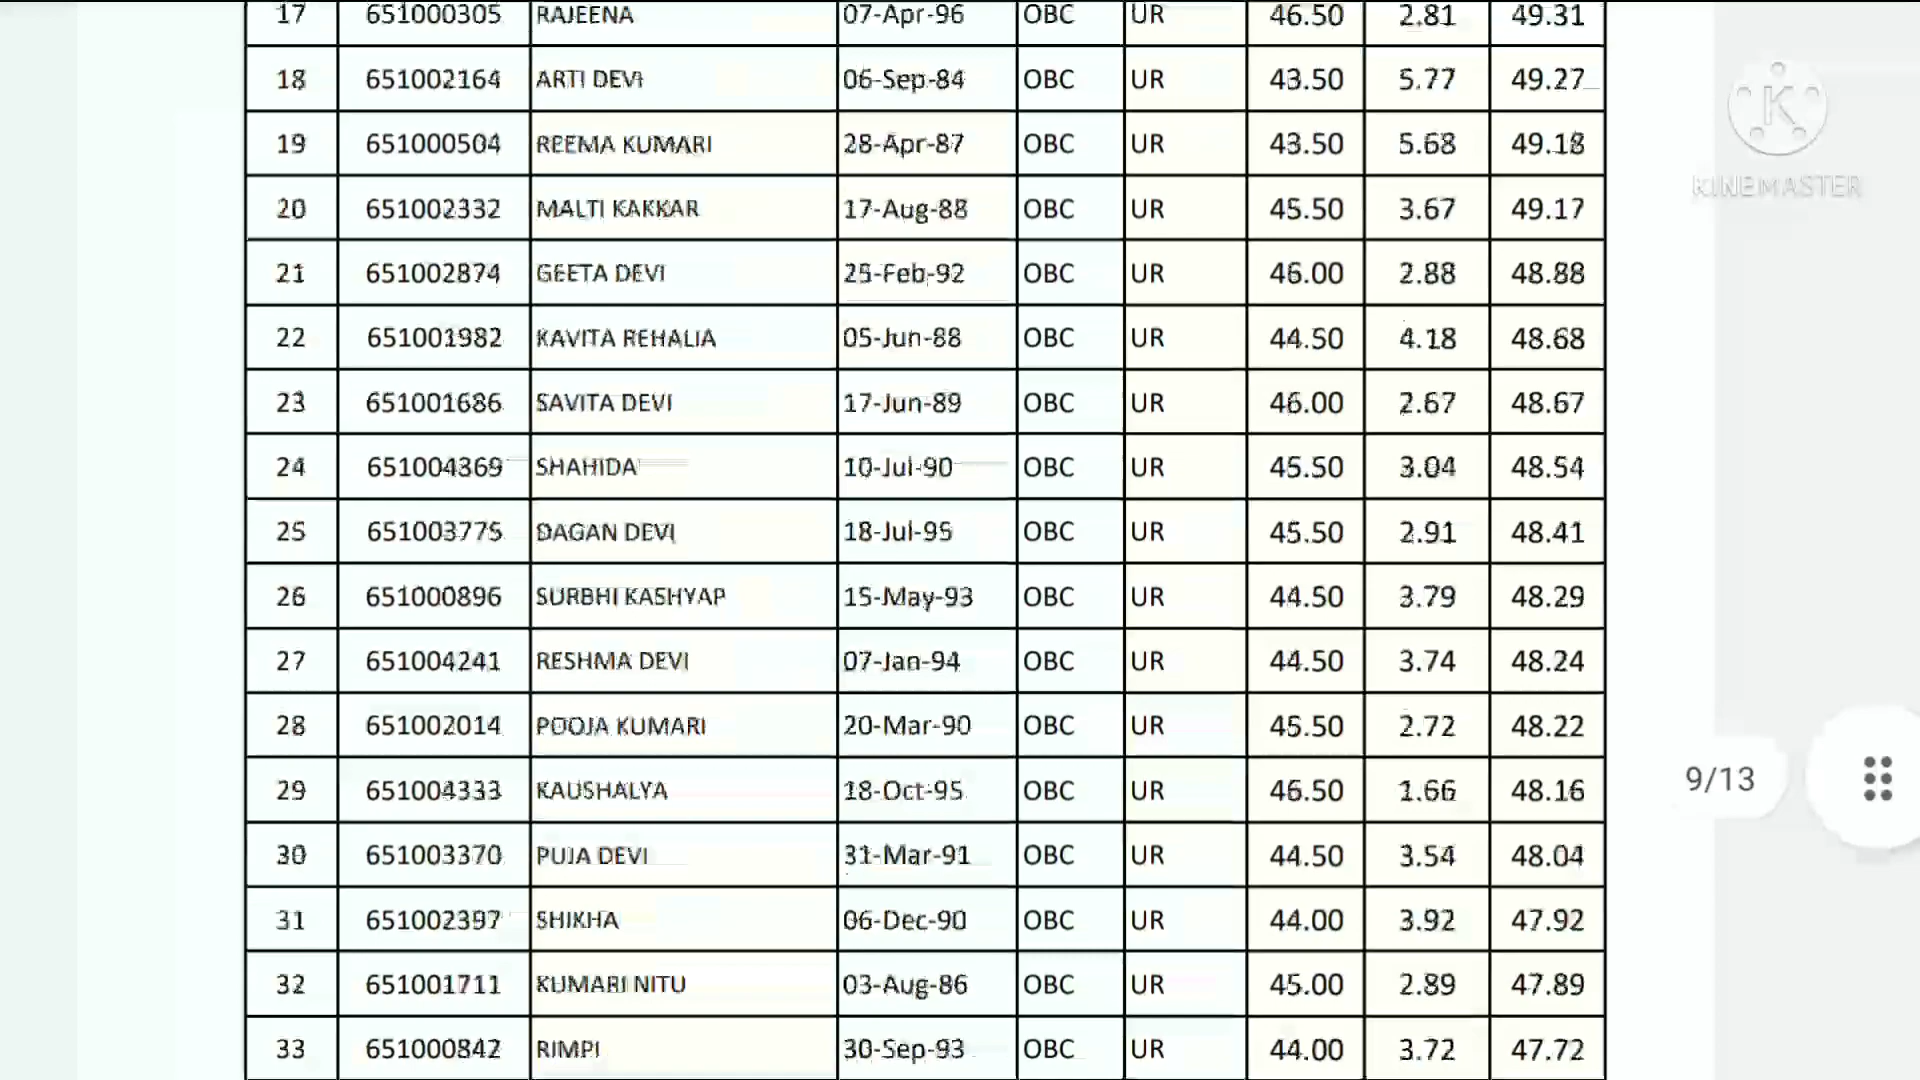 17 651000305 RAJEENA 07-Apr-96 OBC UR 46.50 2.81 49.31
18 651002164 ARTI DEVI 06-Sep-84 OBC UR 43.50 5.77 49.27
19 651000504 REEMA KUMARI 28-Apr-87 OBC UR 43.50 5.68 49.18
20 651002332 MALTI KAKKAR 17-Aug-88 OBC UR 45.50 3.67 49.17
21 651002874 GEETA DEVI 25-Feb-92 OBC UR 46.00 2.88 48.88
22 651001982 KAVITA REHALIA 05-Jun-88 OBC UR 44.50 4.18 48.68
23 651001686 SAVITA DEVI 17-Jun-89 OBC UR 46.00 2.67 48.67
24 651004369 SHAHIDA 10-Jul-90 OBC UR 45.50 3.04 48.54
25 651003775 DAGAN DEVI 18-Jul-95 OBC UR 45.50 2.91 48.41
26 651000896 SURBHI KASHYAP 15-May-93 OBC UR 44.50 3.79 48.29
27 651004241 RESHMA DEVI 07-Jan-94 OBC UR 44.50 3.74 48.24
28 651002014 POOJA KUMARI 20-Mar-90 OBC UR 45.50 2.72 48.22
29 651004333 KAUSHALYA 18-Oct-95 OBC UR 46.50 1.66 48.16
30 651003370 PUJA DEVI 31-Mar-91 OBC UR 44.50 3.54 48.04
31 651002397 SHIKHA 06-Dec-90 OBC UR 44.00 3.92 47.92
32 651001711 KUMARI NITU 03-Aug-86 OBC UR 45.00 2.89 47.89
33 651000842 RIMPI 30-Sep-93 OBC UR 44.00 3.72 47.72
K
KINEMASTER
9/13